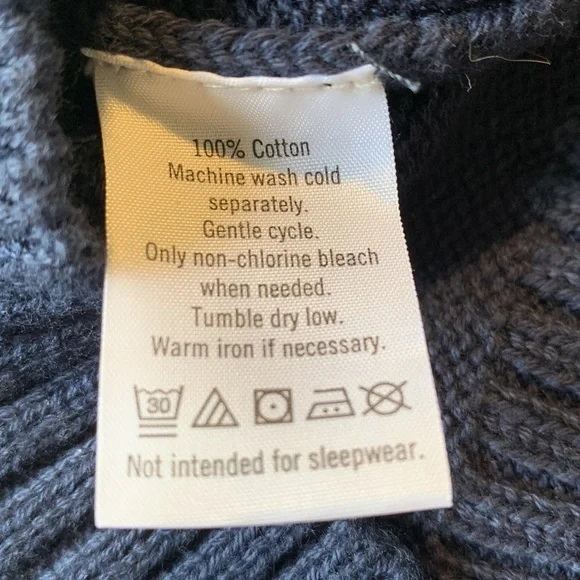 100% Cotton
Machine wash cold
separately.
Gentle cycle.
Only non-chlorine bleach
when needed.
Tumble dry low.
Warm iron if necessary.
30
Not intended for sleepwear.